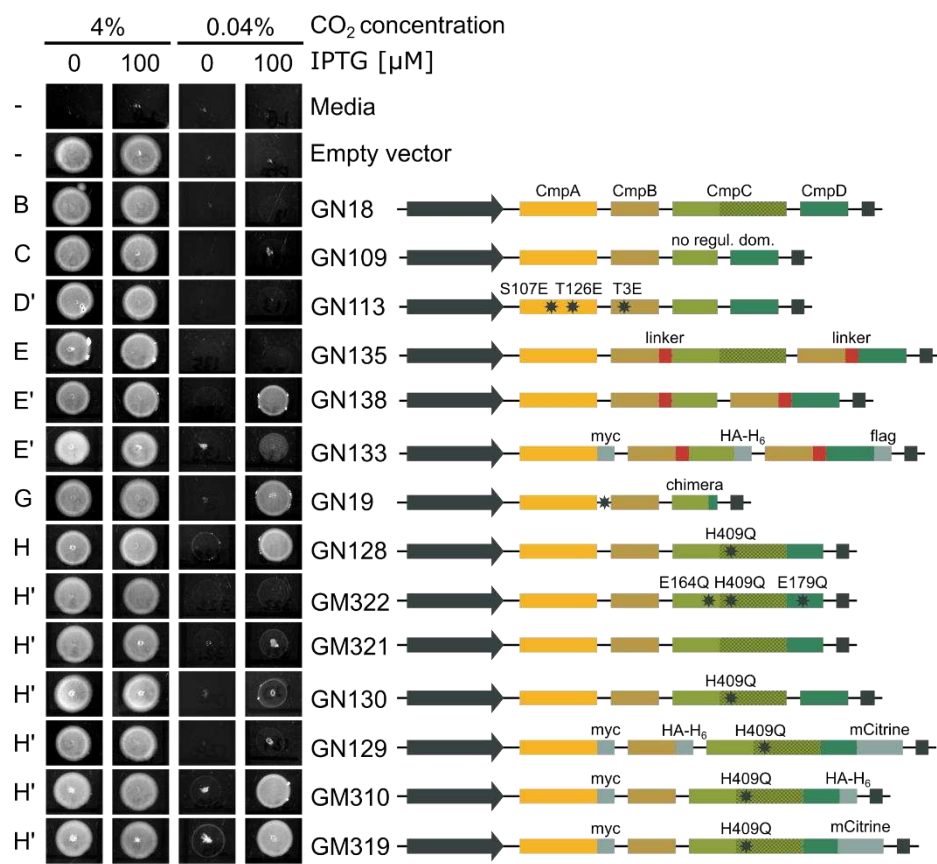 4% 0.04% CO₂ concentration
0 100 0 100 IPTG [µM]
- Media
- Empty vector
CmpA CmpB CmpC CmpD
B GN18
no regul. dom.
C GN109
S107E T126E T3E
D' GN113
linker linker
E GN135
E' GN138
myc HA-H₆ flag
E' GN133
chimera
G GN19
H409Q
H GN128
E164Q H409Q E179Q
H' GM322
H' GM321
H409Q
H' GN130
myc HA-H₆ H409Q mCitrine
H' GN129
myc H409Q HA-H₆
H' GM310
myc H409Q mCitrine
H' GM319